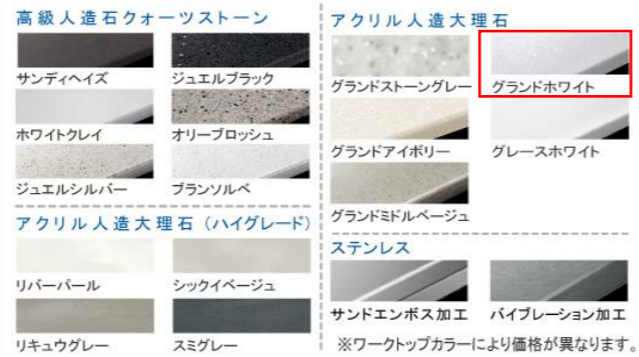 高級人造石クォーツストーン
サンディヘイズ
ジュエルブラック
ホワイトクレイ
オリーブロッシュ
ジュエルシルバー
ブランソルベ
アクリル人造大理石（ハイグレード）
リバーパール
シックイベージュ
リキュウグレー
スミグレー
アクリル人造大理石
グランドストーングレー
グランドホワイト
グランドアイボリー
グレースホワイト
グランドミドルベージュ
ステンレス
サンドエンボス加工
バイブレーション加工
※ワークトップカラーにより価格が異なります。